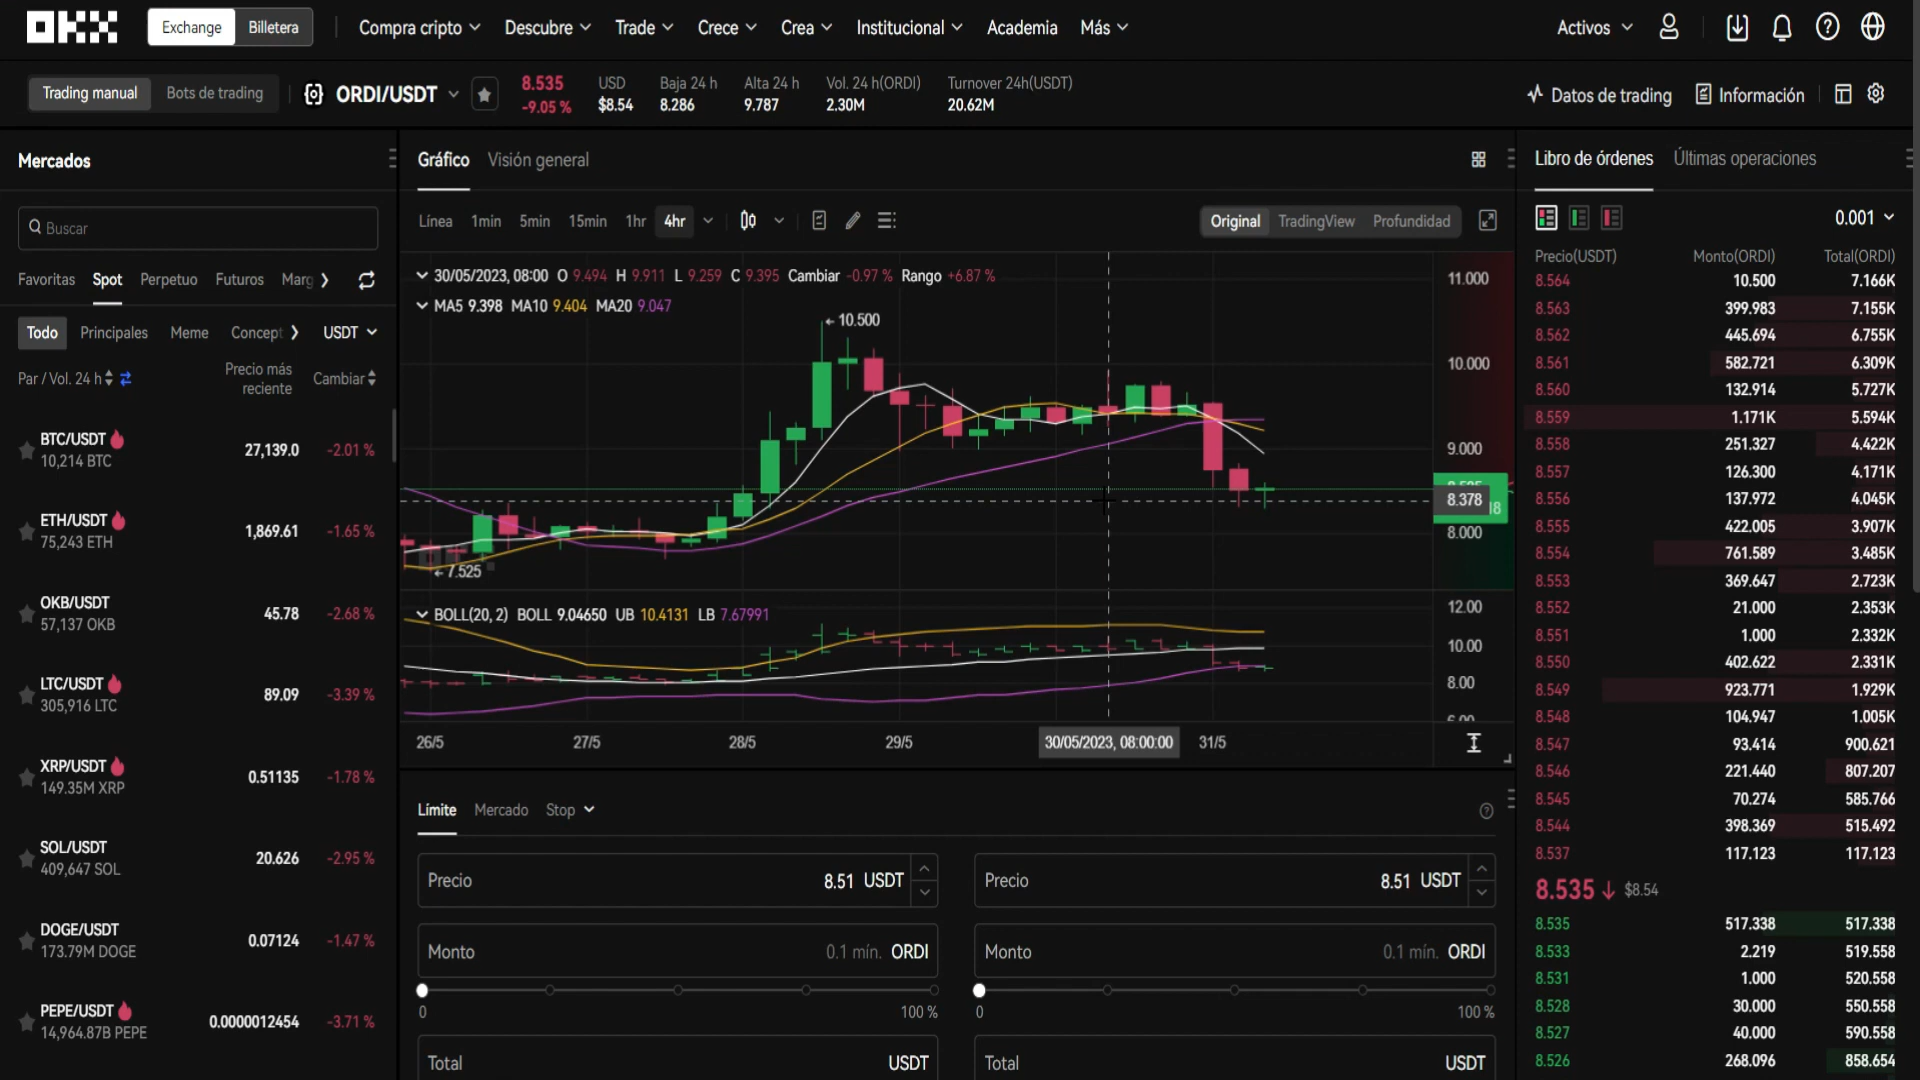 OKX Exchange Billetera Compra cripto Descubre Trade Crece Crea Institucional Academia Más Activos
Trading manual Bots de trading ORDI/USDT
8.535 USD Baja 24 h Alta 24 h Vol. 24 h(ORDI) Turnover 24h(USDT)
-9.05 % $8.54 8.286 9.787 2.30M 20.62M
Datos de trading Información
Mercados
Buscar
Favoritas Spot Perpetuo Futuros Marg
Todo Principales Meme Concept USDT
Par / Vol. 24 h Precio más reciente Cambiar
BTC/USDT 27,139.0 -2.01 %
10,214 BTC
ETH/USDT 1,869.61 -1.65 %
75,243 ETH
OKB/USDT 45.78 -2.68 %
57,137 OKB
LTC/USDT 89.09 -3.39 %
305,916 LTC
XRP/USDT 0.51135 -1.78 %
149.35M XRP
SOL/USDT 20.626 -2.95 %
409,647 SOL
DOGE/USDT 0.07124 -1.47 %
173.79M DOGE
PEPE/USDT 0.0000012454 -3.71 %
14,964.87B PEPE
Gráfico Visión general
Línea 1min 5min 15min 1hr 4hr Original TradingView Profundidad
30/05/2023, 08:00 O 9.494 H 9.911 L 9.259 C 9.395 Cambiar -0.97 % Rango +6.87 %
MA5 9.398 MA10 9.404 MA20 9.047
11.000
10.500
10.000
9.000
8.378
8.000
7.525
BOLL(20, 2) BOLL 9.04650 UB 10.4131 LB 7.67991
12.00
10.00
8.00
26/5 27/5 28/5 29/5 30/05/2023, 08:00:00 31/5
Límite Mercado Stop
Precio 8.51 USDT
Monto 0.1 mín. ORDI
0 100 %
Total USDT
Precio 8.51 USDT
Monto 0.1 mín. ORDI
0 100 %
Total USDT
Libro de órdenes Últimas operaciones
0.001
Precio(USDT) Monto(ORDI) Total(ORDI)
8.564 10.500 7.166K
8.563 399.983 7.155K
8.562 445.694 6.755K
8.561 582.721 6.309K
8.560 132.914 5.727K
8.559 1.171K 5.594K
8.558 251.327 4.422K
8.557 126.300 4.171K
8.556 137.972 4.045K
8.555 422.005 3.907K
8.554 761.589 3.485K
8.553 369.647 2.723K
8.552 21.000 2.353K
8.551 1.000 2.332K
8.550 402.622 2.331K
8.549 923.771 1.929K
8.548 104.947 1.005K
8.547 93.414 900.621
8.546 221.440 807.207
8.545 70.274 585.766
8.544 398.369 515.492
8.537 117.123 117.123
8.535 $8.54
8.535 517.338 517.338
8.533 2.219 519.558
8.531 1.000 520.558
8.528 30.000 550.558
8.527 40.000 590.558
8.526 268.096 858.654